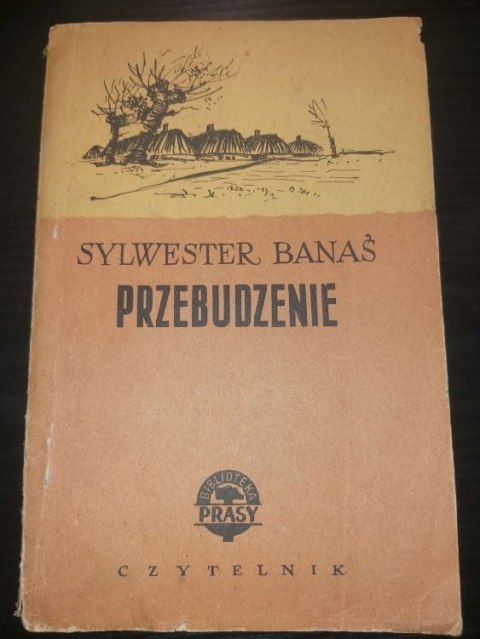 SYLWESTER BANAŚ
PRZEBUDZENIE
BIBLIOTEKA
PRASY
CZYTELNIK